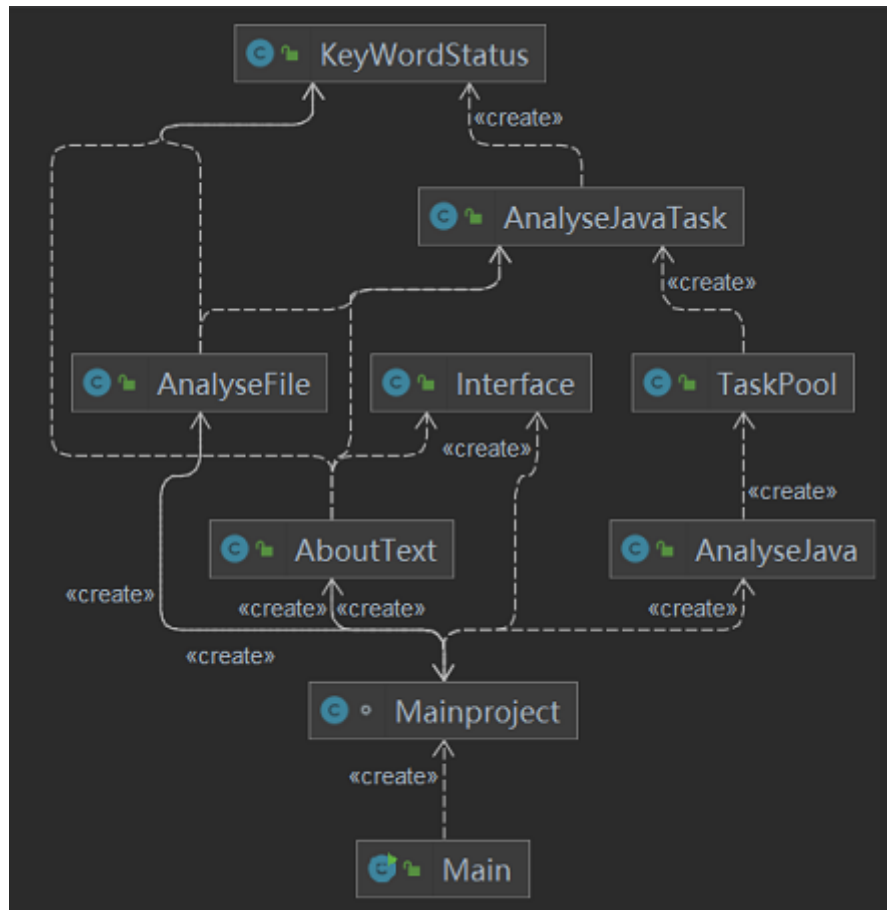 KeyWordStatus
«create»
AnalyseJavaTask
«create»
AnalyseFile
Interface
TaskPool
«create»
«create»
AboutText
AnalyseJava
«create»
«create»
«create»
«create»
«create»
Mainproject
«create»
Main